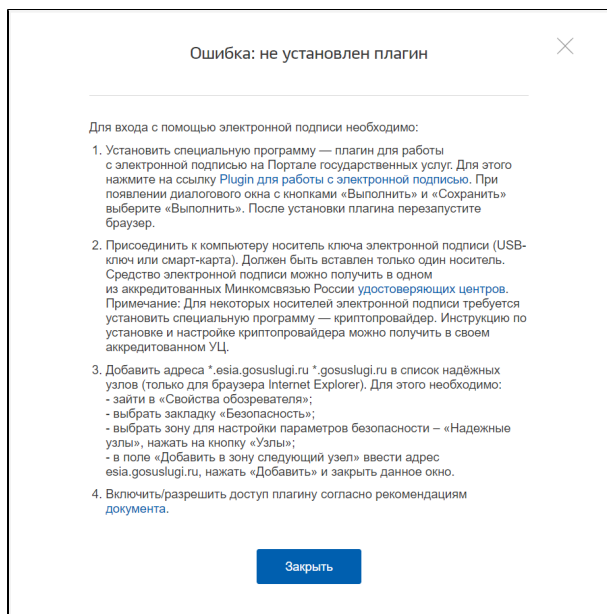 Ошибка: не установлен плагин
Для входа с помощью электронной подписи необходимо:
1. Установить специальную программу — плагин для работы
с электронной подписью на Портале государственных услуг. Для этого
нажмите на ссылку Plugin для работы с электронной подписью. При
появлении диалогового окна с кнопками «Выполнить» и «Сохранить»
выберите «Выполнить». После установки плагина перезапустите
браузер.
2. Присоединить к компьютеру носитель ключа электронной подписи (USB-
ключ или смарт-карта). Должен быть вставлен только один носитель.
Средство электронной подписи можно получить в одном
из аккредитованных Минкомсвязью России удостоверяющих центров.
Примечание: Для некоторых носителей электронной подписи требуется
установить специальную программу — криптопровайдер. Инструкцию по
установке и настройке криптопровайдера можно получить в своем
аккредитованном УЦ.
3. Добавить адреса *.esia.gosuslugi.ru *.gosuslugi.ru в список надёжных
узлов (только для браузера Internet Explorer). Для этого необходимо:
- зайти в «Свойства обозревателя»;
- выбрать закладку «Безопасность»;
- выбрать зону для настройки параметров безопасности – «Надежные
узлы», нажать на кнопку «Узлы»;
- в поле «Добавить в зону следующий узел» ввести адрес
esia.gosuslugi.ru, нажать «Добавить» и закрыть данное окно.
4. Включить/разрешить доступ плагину согласно рекомендациям
документа.
Закрыть